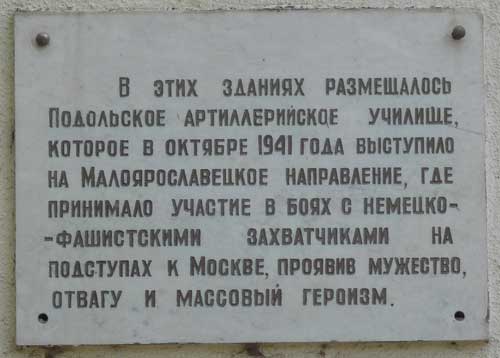 В ЭТИХ ЗДАНИЯХ РАЗМЕЩАЛОСЬ
ПОДОЛЬСКОЕ АРТИЛЛЕРИЙСКОЕ УЧИЛИЩЕ,
КОТОРОЕ В ОКТЯБРЕ 1941 ГОДА ВЫСТУПИЛО
НА МАЛОЯРОСЛАВЕЦКОЕ НАПРАВЛЕНИЕ, ГДЕ
ПРИНИМАЛО УЧАСТИЕ В БОЯХ С НЕМЕЦКО-
-ФАШИСТСКИМИ ЗАХВАТЧИКАМИ НА
ПОДСТУПАХ К МОСКВЕ, ПРОЯВИВ МУЖЕСТВО,
ОТВАГУ И МАССОВЫЙ ГЕРОИЗМ.